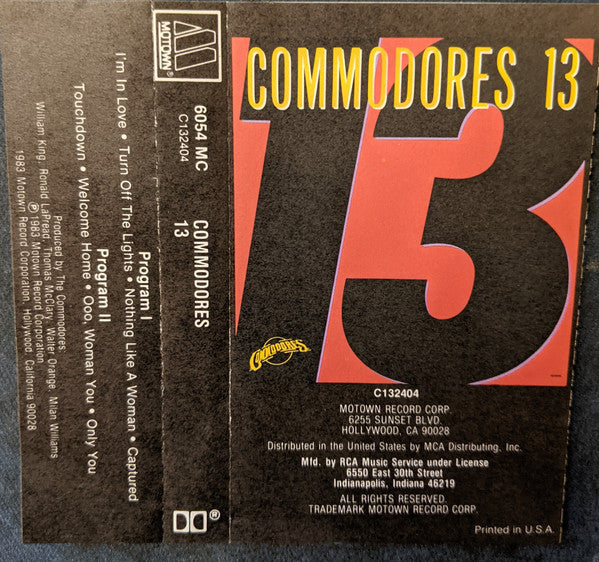 COMMODORES 13
13
COMMODORES
C132404
MOTOWN RECORD CORP.
6255 SUNSET BLVD.
HOLLYWOOD, CA 90028
Distributed in the United States by MCA Distributing, Inc.
Mfd. by RCA Music Service under License
6550 East 30th Street
Indianapolis, Indiana 46219
ALL RIGHTS RESERVED.
TRADEMARK MOTOWN RECORD CORP.
Printed in U.S.A.
MOTOWN®
6054 MC
C132404
COMMODORES
13
®
Program I
I'm In Love • Turn Off The Lights • Nothing Like A Woman • Captured
Program II
Touchdown • Welcome Home • Ooo, Woman You • Only You
Produced by The Commodores:
William King, Ronald LaPread, Thomas McClary, Walter Orange, Milan Williams
℗ 1983 Motown Record Corporation
1983 Motown Record Corporation, Hollywood, California 90028